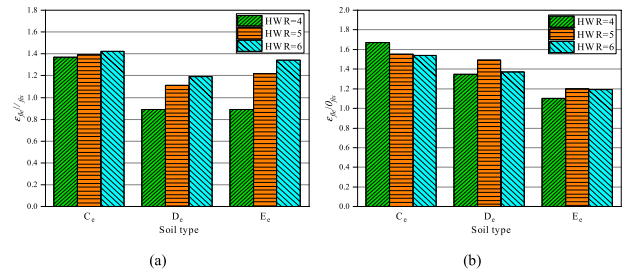 1.8
1.6
1.4
1.2
1.0
0.8
0.6
0.4
0.2
0.0
HWR=4
HWR=5
HWR=6
Ce
De
Ee
Soil type
(a)
2.0
1.8
1.6
1.4
1.2
1.0
0.8
0.6
0.4
0.2
0.0
HWR=4
HWR=5
HWR=6
Ce
De
Ee
Soil type
(b)